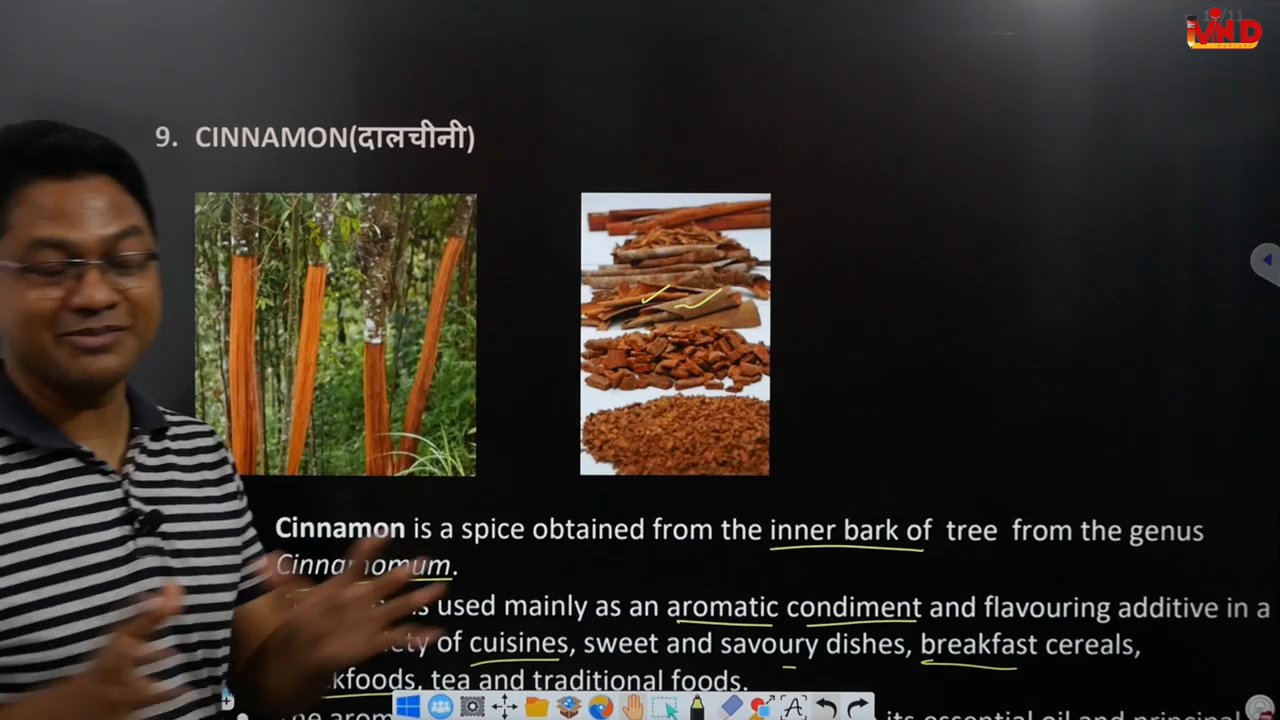 iVIND
9. CINNAMON(दालचीनी)
Cinnamon is a spice obtained from the inner bark of tree from the genus
Cinnamomum.
used mainly as an aromatic condiment and flavouring additive in a
of cuisines, sweet and savoury dishes, breakfast cereals,
tea and traditional foods.
its essential oil and principal